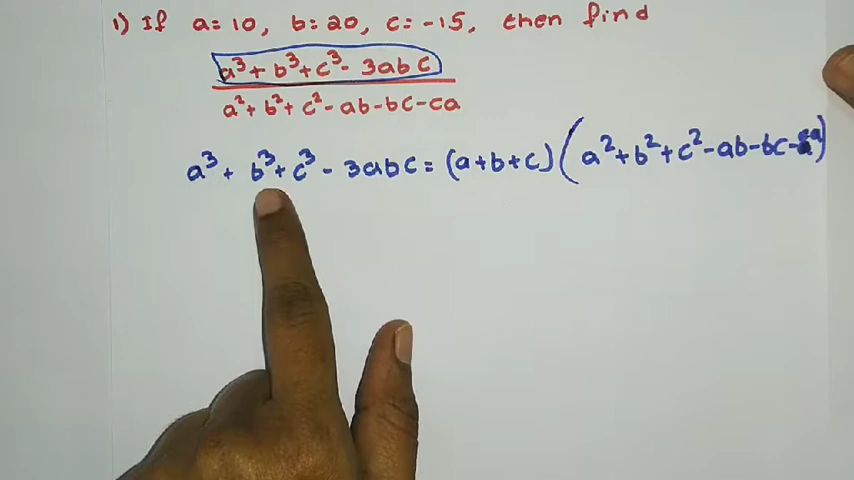 1) If a=10, b=20, c=-15, then find
a³+b³+c³-3abc
a²+b²+c²-ab-bc-ca
a³+b³+c³-3abc=(a+b+c)(a²+b²+c²-ab-bc-ca)